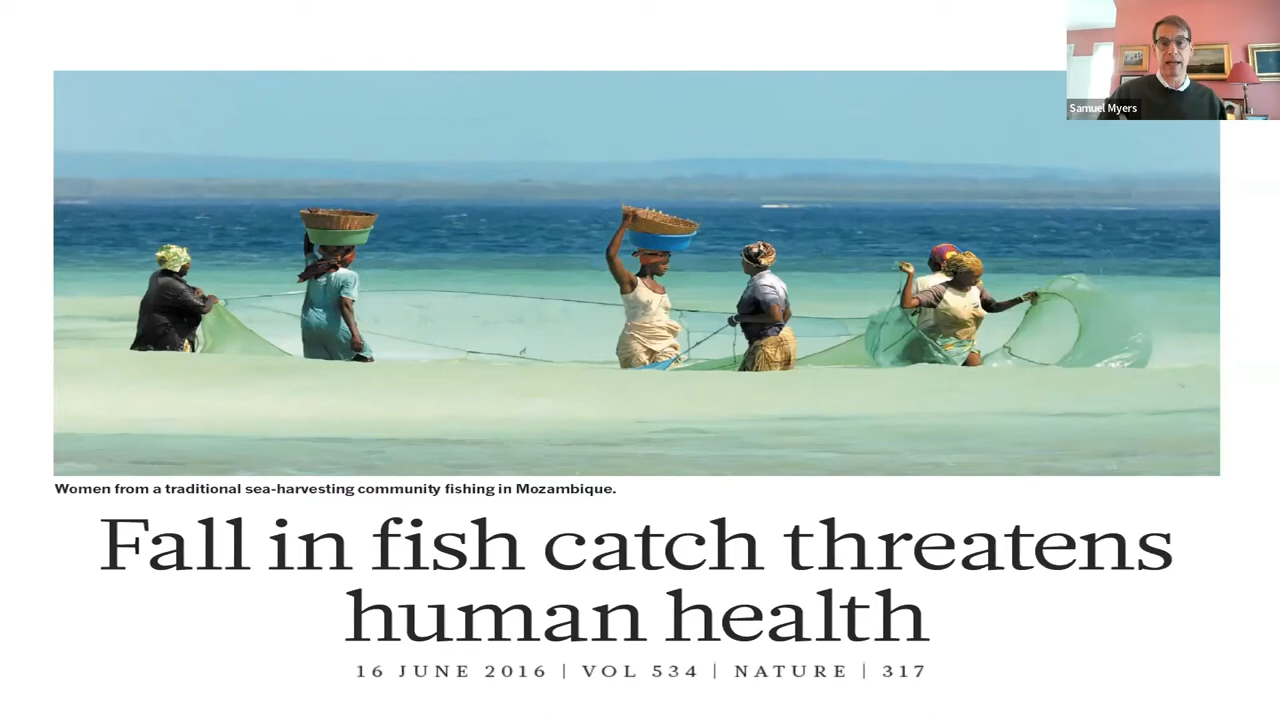 Samuel Myers
Women from a traditional sea-harvesting community fishing in Mozambique.
Fall in fish catch threatens
human health
16 JUNE 2016 | VOL 534 | NATURE | 317